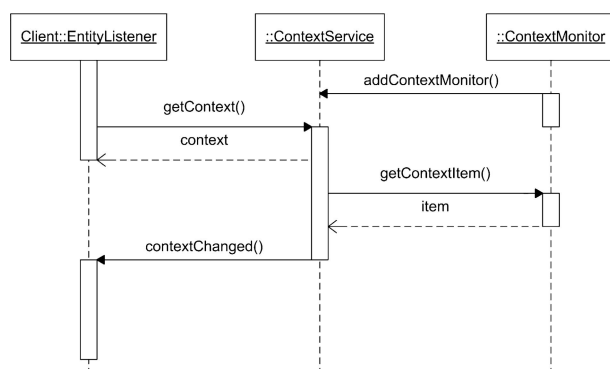 Client::EntityListener
::ContextService
::ContextMonitor
addContextMonitor()
getContext()
context
getContextItem()
item
contextChanged()